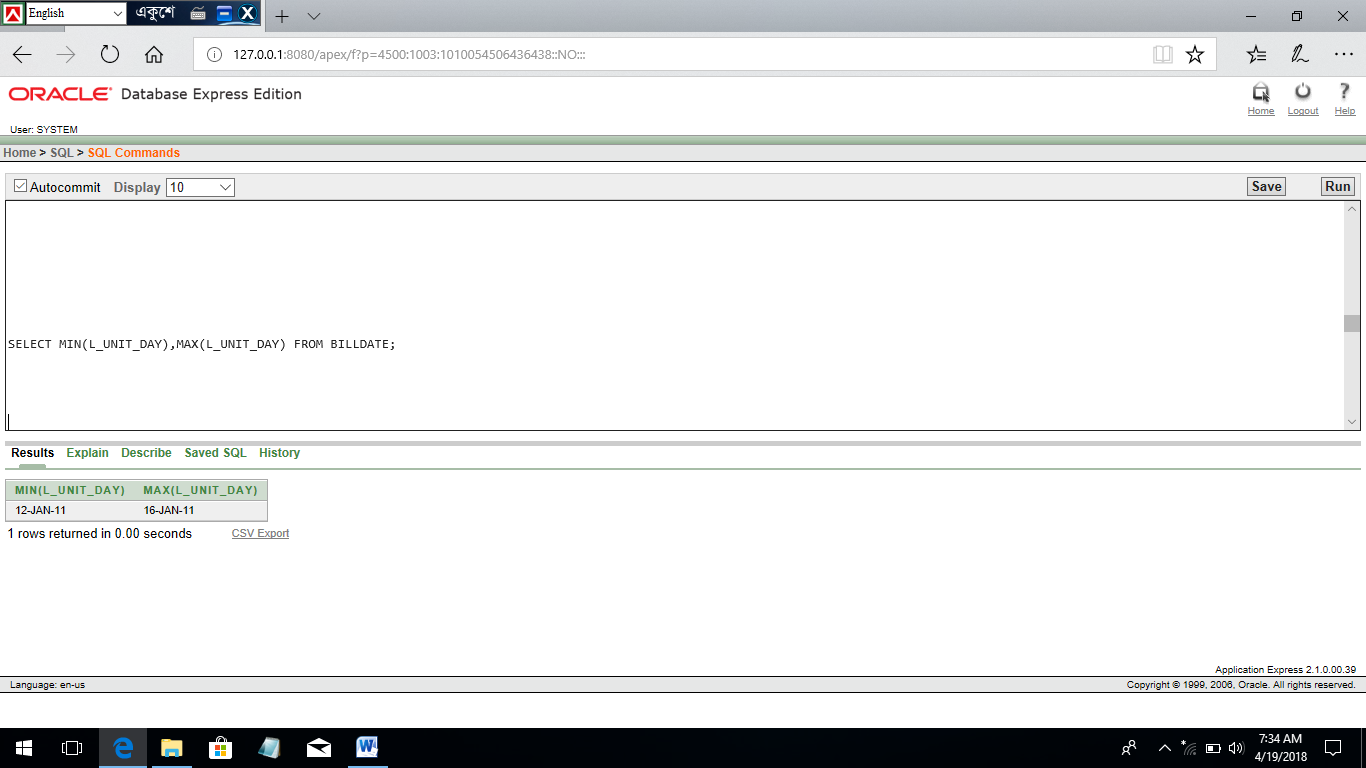 English
একুশে
127.0.0.1:8080/apex/f?p=4500:1003:1010054506436438::NO:::
ORACLE Database Express Edition
Home Logout Help
User: SYSTEM
Home > SQL > SQL Commands
Autocommit Display 10 Save Run
SELECT MIN(L_UNIT_DAY),MAX(L_UNIT_DAY) FROM BILLDATE;
Results Explain Describe Saved SQL History
MIN(L_UNIT_DAY) MAX(L_UNIT_DAY)
12-JAN-11 16-JAN-11
1 rows returned in 0.00 seconds CSV Export
Application Express 2.1.0.00.39
Language: en-us Copyright © 1999, 2006, Oracle. All rights reserved.
7:34 AM
4/19/2018